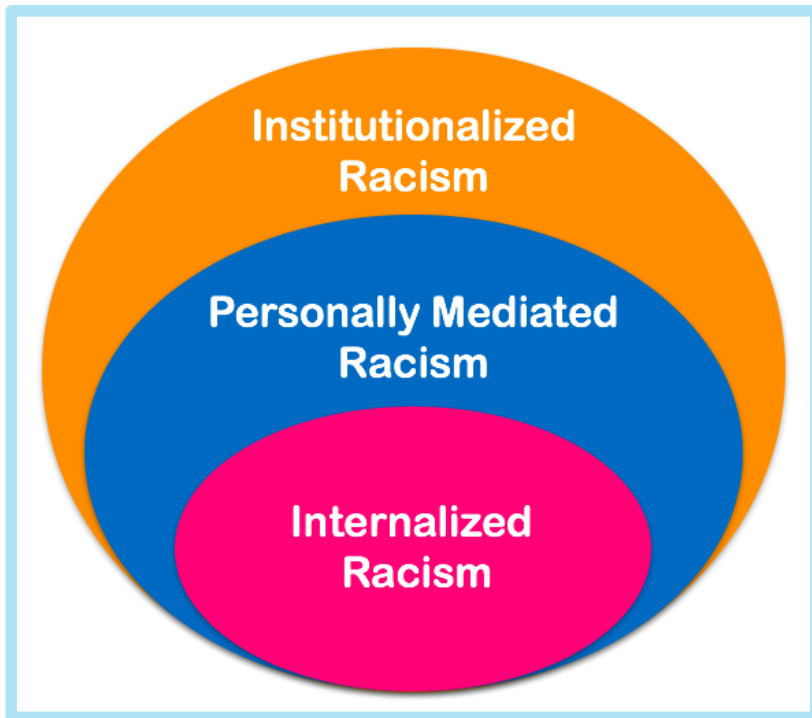 Institutionalized
Racism
Personally Mediated
Racism
Internalized
Racism